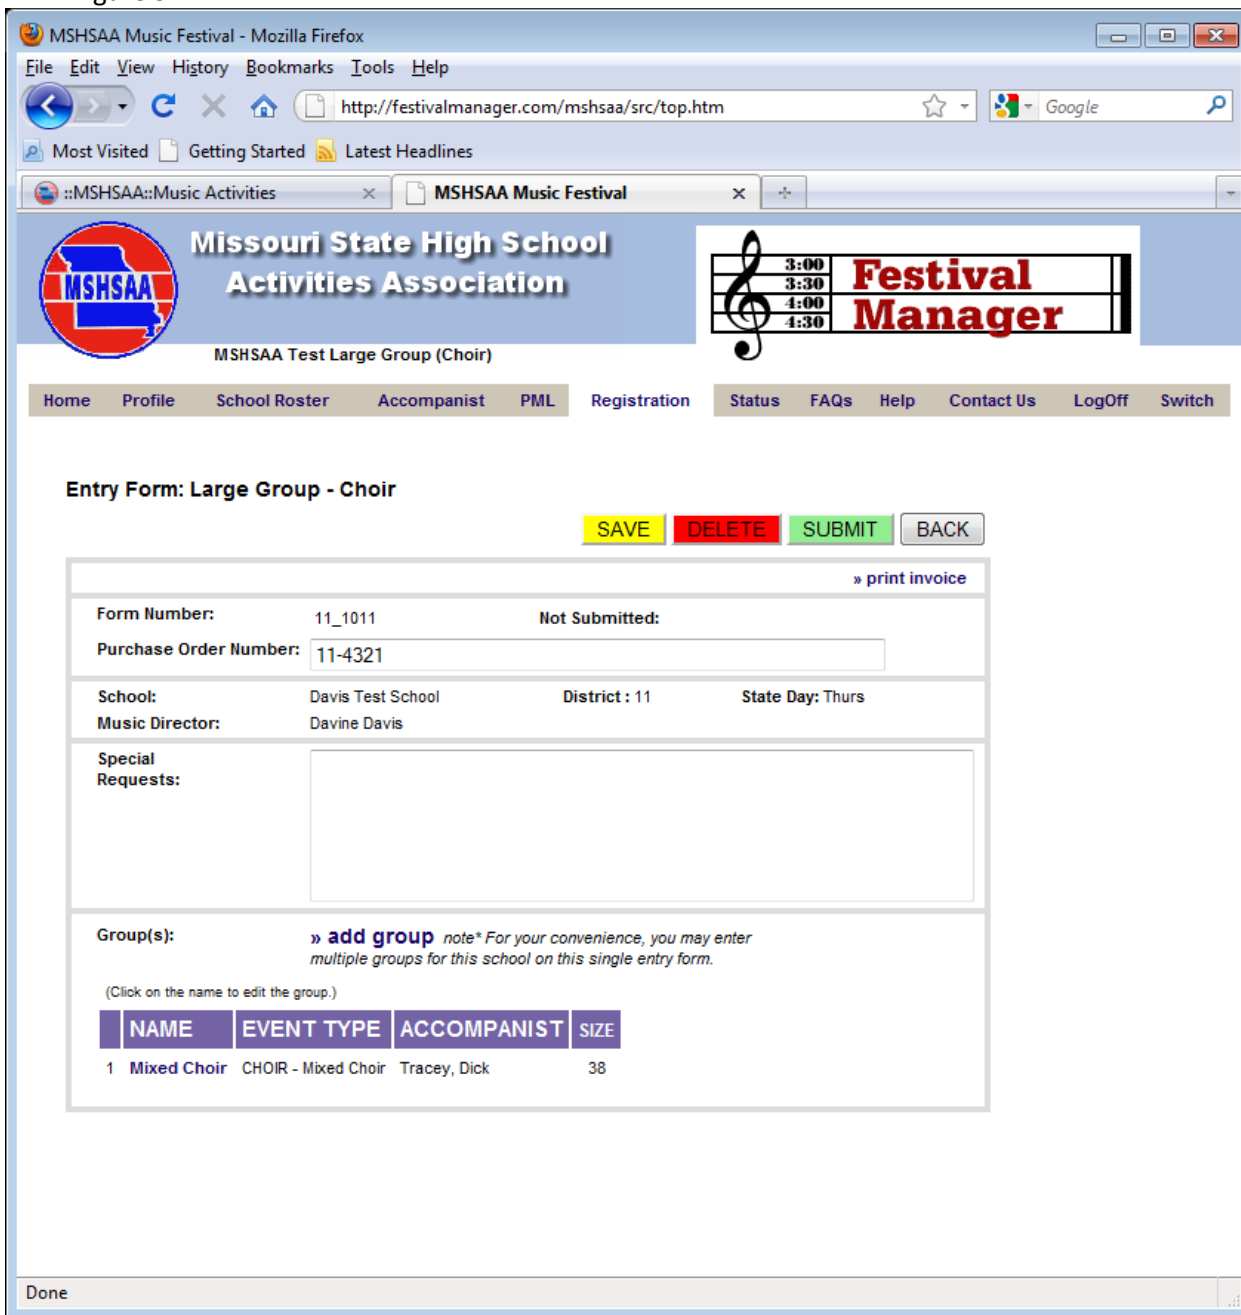 MSHSAA Music Festival - Mozilla Firefox
File Edit View History Bookmarks Tools Help
http://festivalmanager.com/mshsaa/src/top.htm Google
Most Visited Getting Started Latest Headlines
::MSHSAA::Music Activities MSHSAA Music Festival
Missouri State High School
Activities Association
MSHSAA
3:00
3:30
4:00
4:30
Festival
Manager
MSHSAA Test Large Group (Choir)
Home Profile School Roster Accompanist PML Registration Status FAQs Help Contact Us LogOff Switch
Entry Form: Large Group - Choir
SAVE DELETE SUBMIT BACK
» print invoice
Form Number: 11_1011 Not Submitted:
Purchase Order Number: 11-4321
School: Davis Test School District : 11 State Day: Thurs
Music Director: Davine Davis
Special
Requests:
Group(s): » add group note* For your convenience, you may enter
multiple groups for this school on this single entry form.
(Click on the name to edit the group.)
NAME EVENT TYPE ACCOMPANIST SIZE
1 Mixed Choir CHOIR - Mixed Choir Tracey, Dick 38
Done